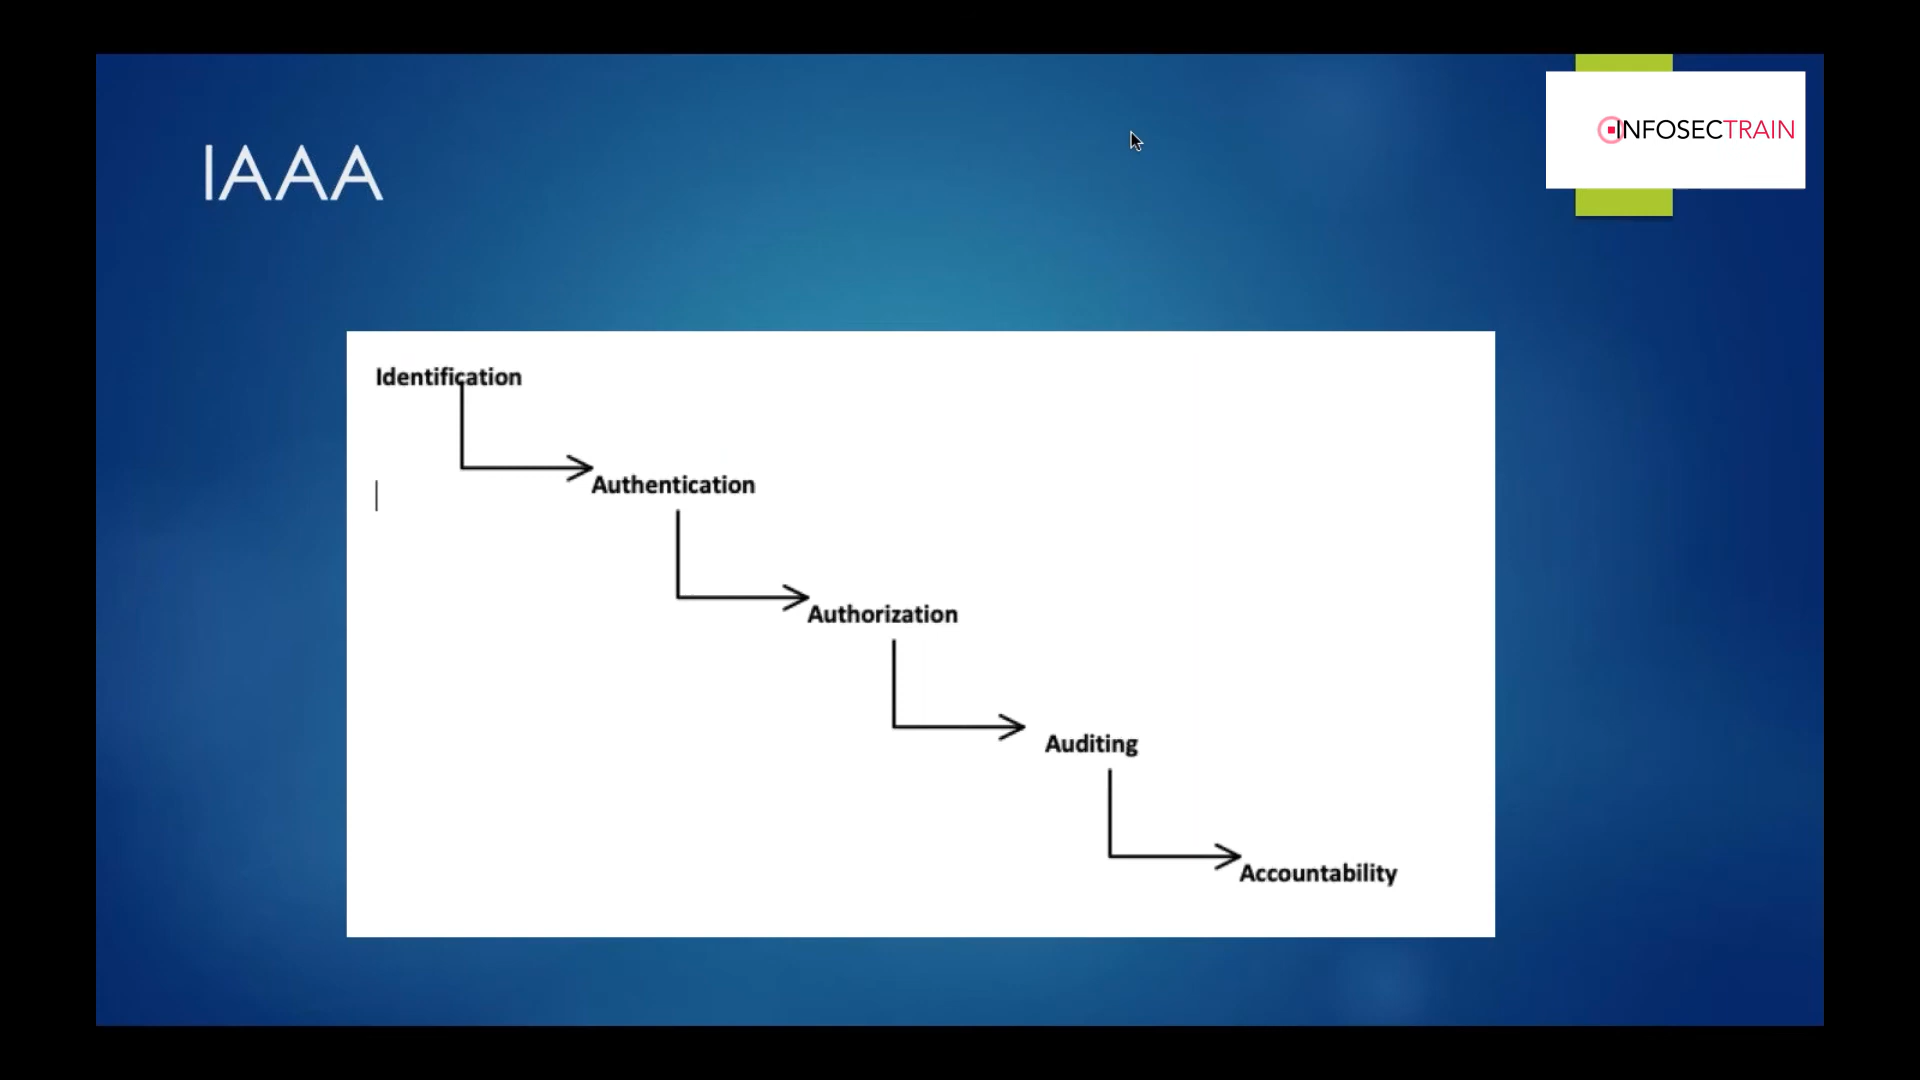 IAAA
INFOSECTRAIN
Identification
Authentication
Authorization
Auditing
Accountability